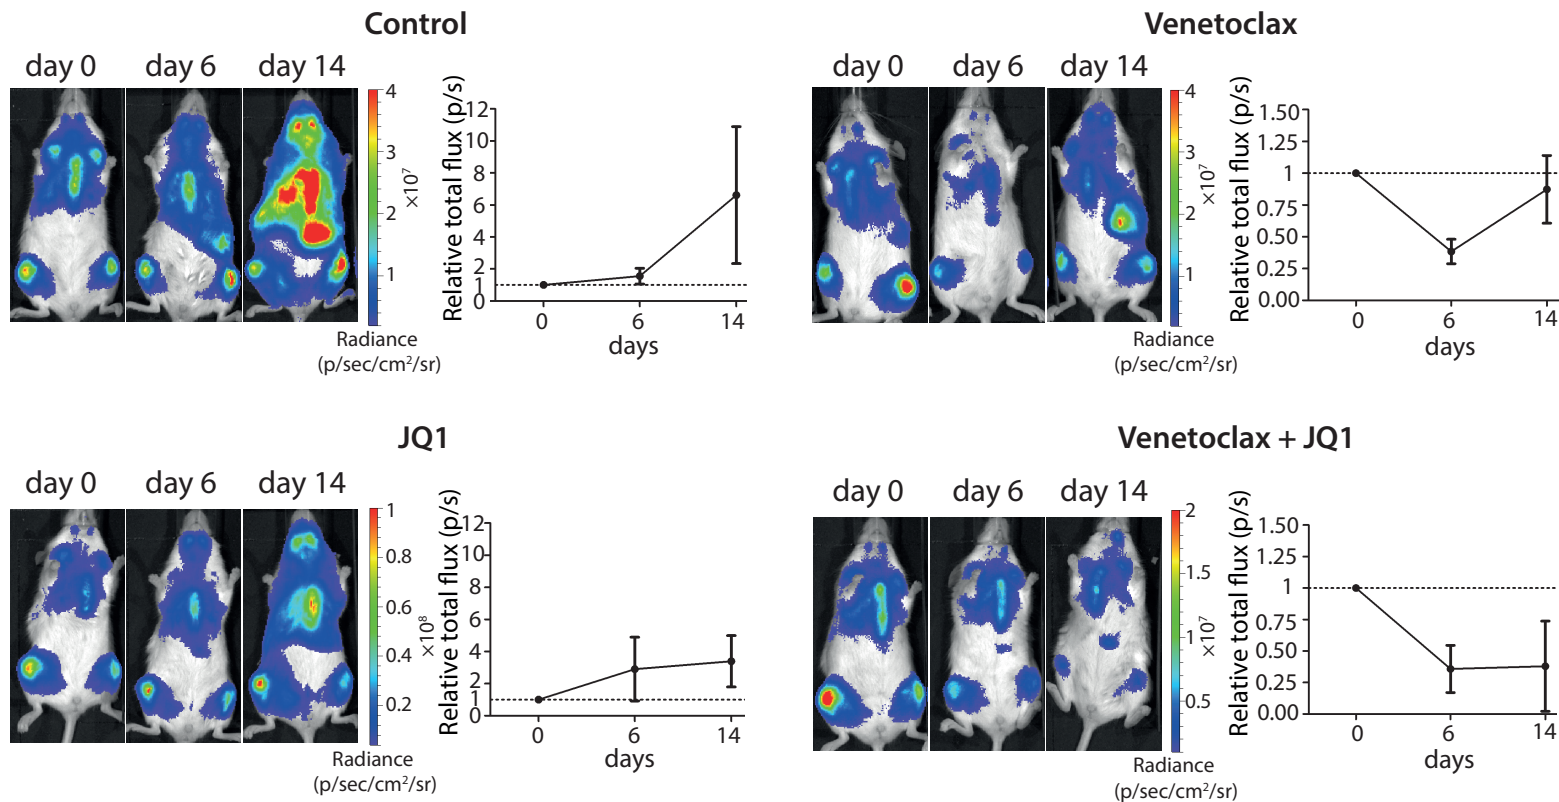 Control
day 0 day 6 day 14
4
3
2
1
×10⁷
Radiance
(p/sec/cm²/sr)
Relative total flux (p/s)
12
10
8
6
4
2
1
0
0 6 14
days
Venetoclax
day 0 day 6 day 14
4
3
2
1
×10⁷
Radiance
(p/sec/cm²/sr)
Relative total flux (p/s)
1.50
1.25
1
0.75
0.50
0.25
0.00
0 6 14
days
JQ1
day 0 day 6 day 14
1
0.8
0.6
0.4
0.2
×10⁸
Radiance
(p/sec/cm²/sr)
Relative total flux (p/s)
12
10
8
6
4
2
1
0
0 6 14
days
Venetoclax + JQ1
day 0 day 6 day 14
2
1.5
1
0.5
×10⁷
Radiance
(p/sec/cm²/sr)
Relative total flux (p/s)
1.50
1.25
1
0.75
0.50
0.25
0.00
0 6 14
days